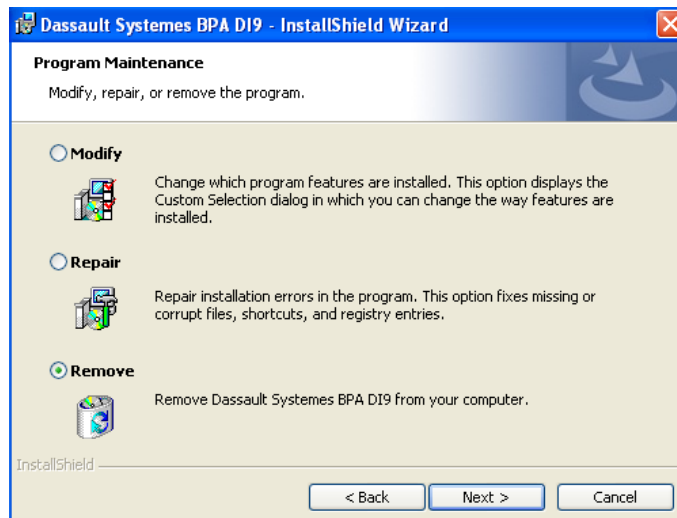 Dassault Systemes BPA DI9 - InstallShield Wizard
Program Maintenance
Modify, repair, or remove the program.
Modify
Change which program features are installed. This option displays the
Custom Selection dialog in which you can change the way features are
installed.
Repair
Repair installation errors in the program. This option fixes missing or
corrupt files, shortcuts, and registry entries.
Remove
Remove Dassault Systemes BPA DI9 from your computer.
InstallShield
< Back Next > Cancel